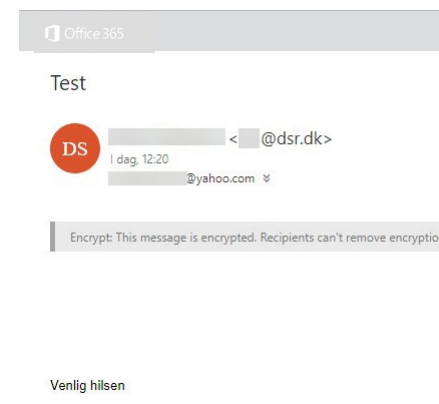 Office 365
Test
DS
< @dsr.dk>
I dag, 12:20
@yahoo.com
Encrypt: This message is encrypted. Recipients can't remove encryptio
Venlig hilsen